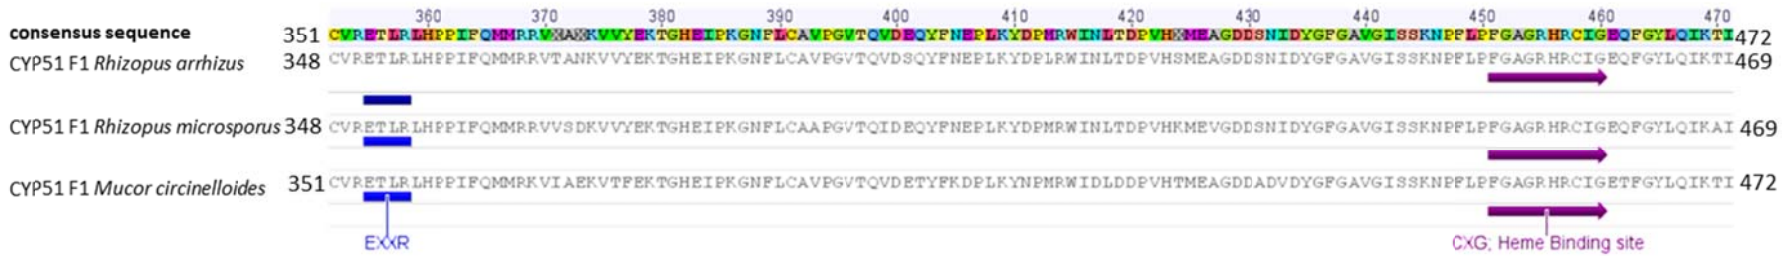 360 370 380 390 400 410 420 430 440 450 460 470
consensus sequence 351 CVRETLRLHPPIFQMMRRVXAXKVVYEKTGHEIPKGNFLCAVPGVTQVDEQYFNEPLKYDPMRWINLTDPVHXMEAGDDSNIDYGFGAVGISSKNPFLPFGAGRHRCIGEQFGYLQIKTI 472
CYP51 F1 Rhizopus arrhizus 348 CVRETLRLHPPIFQMMRRVTANKVVYEKTGHEIPKGNFLCAVPGVTQVDSQYFNEPLKYDPLRWINLTDPVHSMEAGDDSNIDYGFGAVGISSKNPFLPFGAGRHRCIGEQFGYLQIKTI 469
CYP51 F1 Rhizopus microsporus 348 CVRETLRLHPPIFQMMRRVVSDKVVYEKTGHEIPKGNFLCAAPGVTQIDEQYFNEPLKYDPMRWINLTDPVHKMEVGDDSNIDYGFGAVGISSKNPFLPFGAGRHRCIGEQFGYLQIKAI 469
CYP51 F1 Mucor circinelloides 351 CVRETLRLHPPIFQMMRKVIAEKVTFEKTGHEIPKGNFLCAVPGVTQVDETYFKDPLKYNPMRWIDLDDPVHTMEAGDDADVDYGFGAVGISSKNPFLPFGAGRHRCIGETFGYLQIKTI 472
EXXR CXG; Heme Binding site